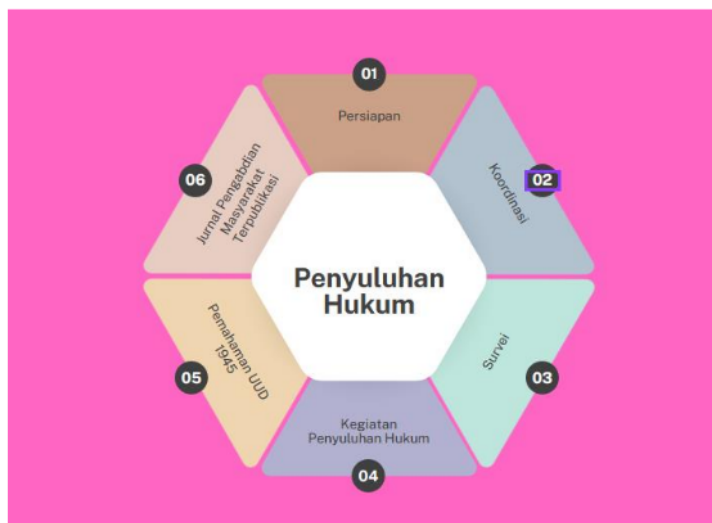 01
Persiapan
02
Koordinasi
03
Survei
04
Kegiatan
Penyuluhan Hukum
05
Pemahaman UUD
1945
06
Jurnal Pengabdian
Masyarakat
Terpublikasi
Penyuluhan
Hukum